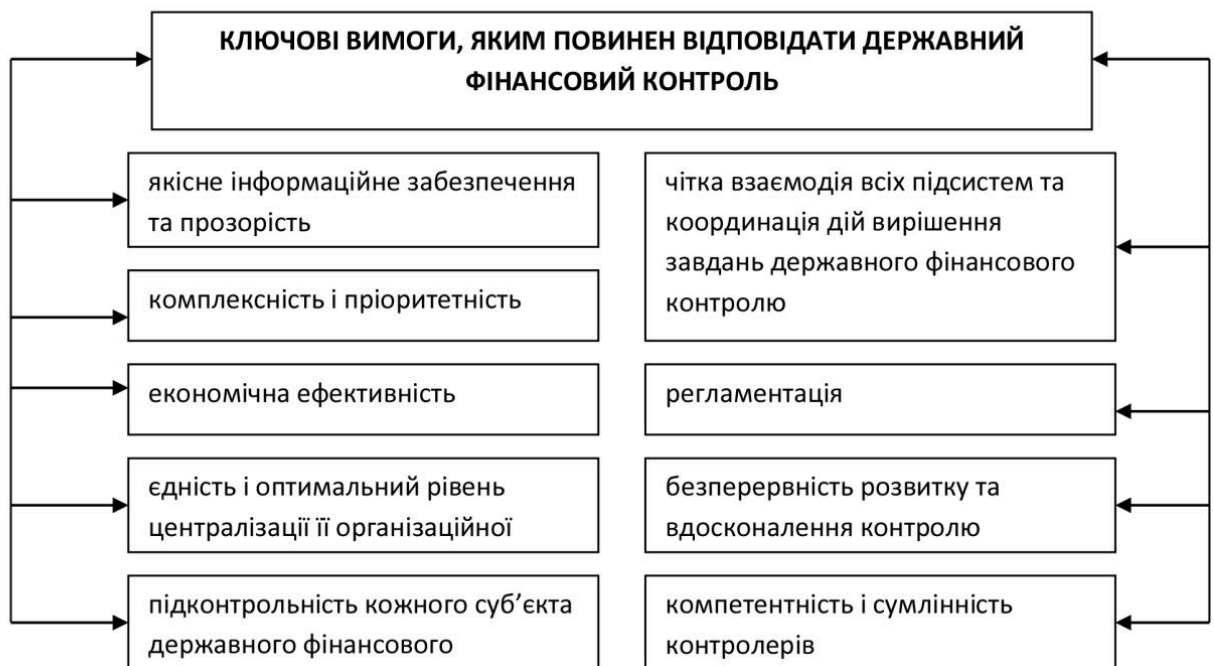 КЛЮЧОВІ ВИМОГИ, ЯКИМ ПОВИНЕН ВІДПОВІДАТИ ДЕРЖАВНИЙ
ФІНАНСОВИЙ КОНТРОЛЬ
якісне інформаційне забезпечення
та прозорість
комплексність і пріоритетність
економічна ефективність
єдність і оптимальний рівень
централізації її організаційної
підконтрольність кожного суб’єкта
державного фінансового
чітка взаємодія всіх підсистем та
координація дій вирішення
завдань державного фінансового
контролю
регламентація
безперервність розвитку та
вдосконалення контролю
компетентність і сумлінність
контролерів